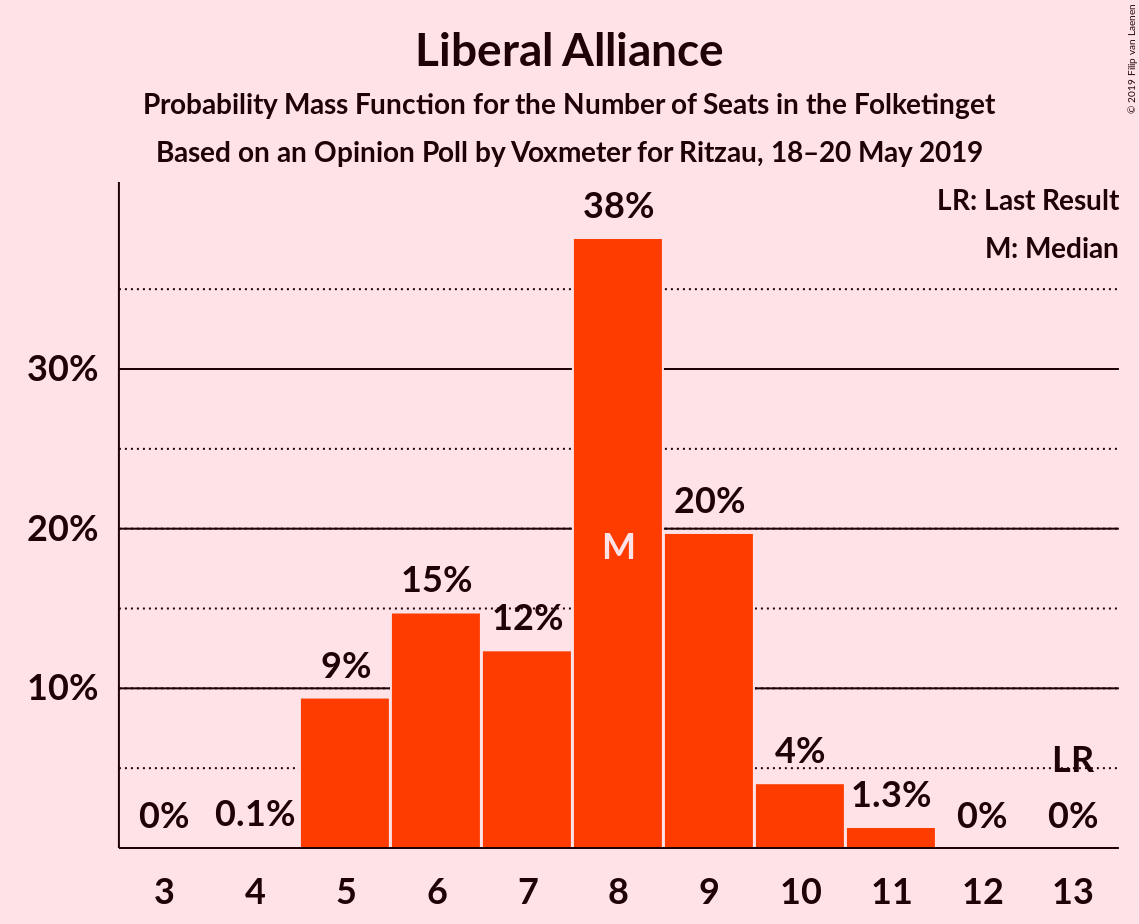 © 2019 Filip van Laenen
Liberal Alliance
Probability Mass Function for the Number of Seats in the Folketinget
Based on an Opinion Poll by Voxmeter for Ritzau, 18–20 May 2019
LR: Last Result
M: Median
38%
30%
20%
20%
M
15%
12%
9%
10%
4%
LR
1.3%
0%
0.1%
0%
0%
3 4 5 6 7 8 9 10 11 12 13